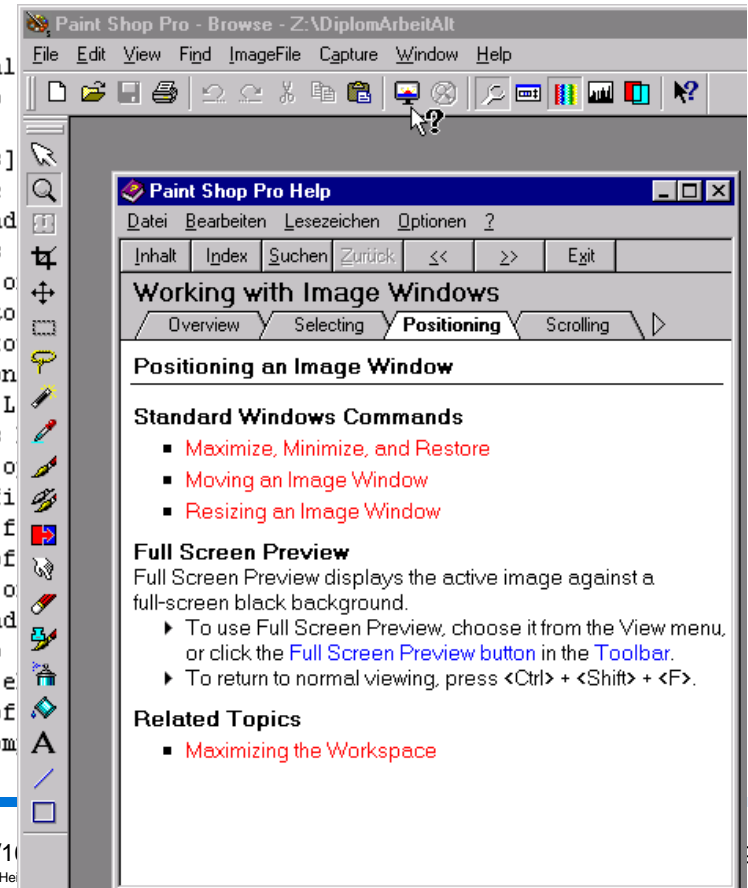 Paint Shop Pro - Browse - Z:\DiplomArbeitAlt
File Edit View Find ImageFile Capture Window Help
Paint Shop Pro Help
Datei Bearbeiten Lesezeichen Optionen ?
Inhalt Index Suchen Zurück << >> Exit
Working with Image Windows
Overview Selecting Positioning Scrolling
Positioning an Image Window
Standard Windows Commands
Maximize, Minimize, and Restore
Moving an Image Window
Resizing an Image Window
Full Screen Preview
Full Screen Preview displays the active image against a
full-screen black background.
To use Full Screen Preview, choose it from the View menu,
or click the Full Screen Preview button in the Toolbar.
To return to normal viewing, press <Ctrl> + <Shift> + <F>.
Related Topics
Maximizing the Workspace
A